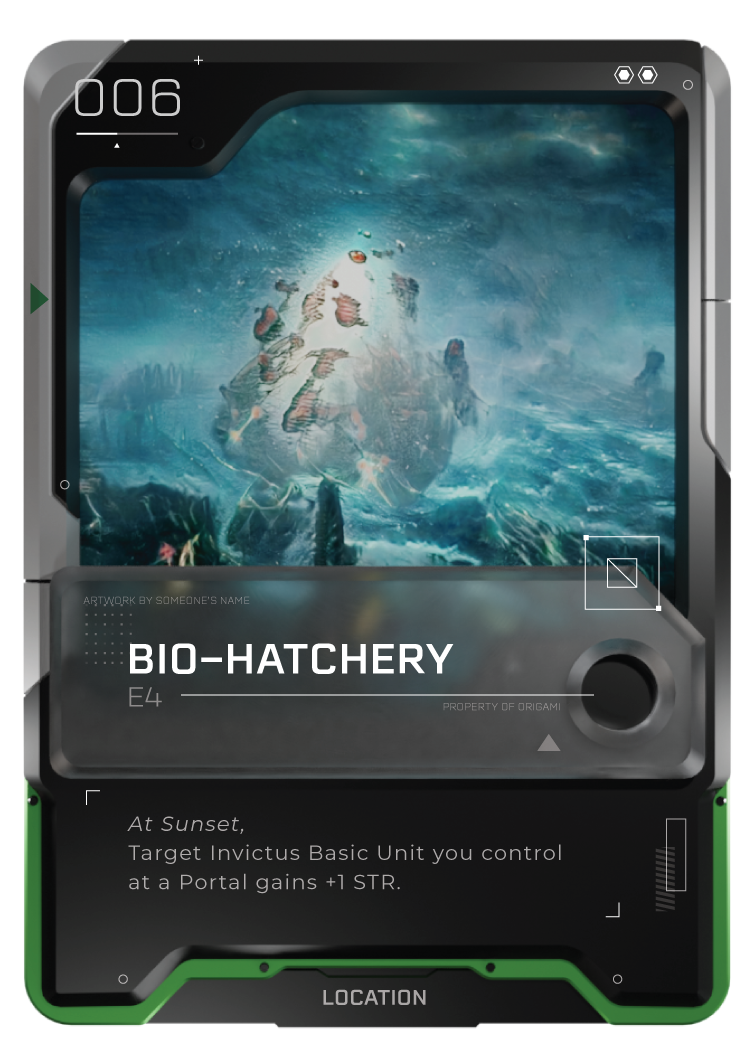 006
ARTWORK BY SOMEONE'S NAME
BIO–HATCHERY
E4
PROPERTY OF ORIGAMI
At Sunset,
Target Invictus Basic Unit you control
at a Portal gains +1 STR.
LOCATION